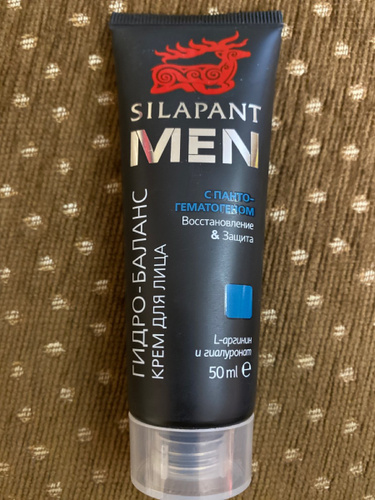 SILAPANT
MEN
С ПАНТО-
ГЕМАТОГЕНОМ
Восстановление
& Защита
ГИДРО-БАЛАНС
КРЕМ ДЛЯ ЛИЦА
L-аргинин
и гиалуронат
50 ml e